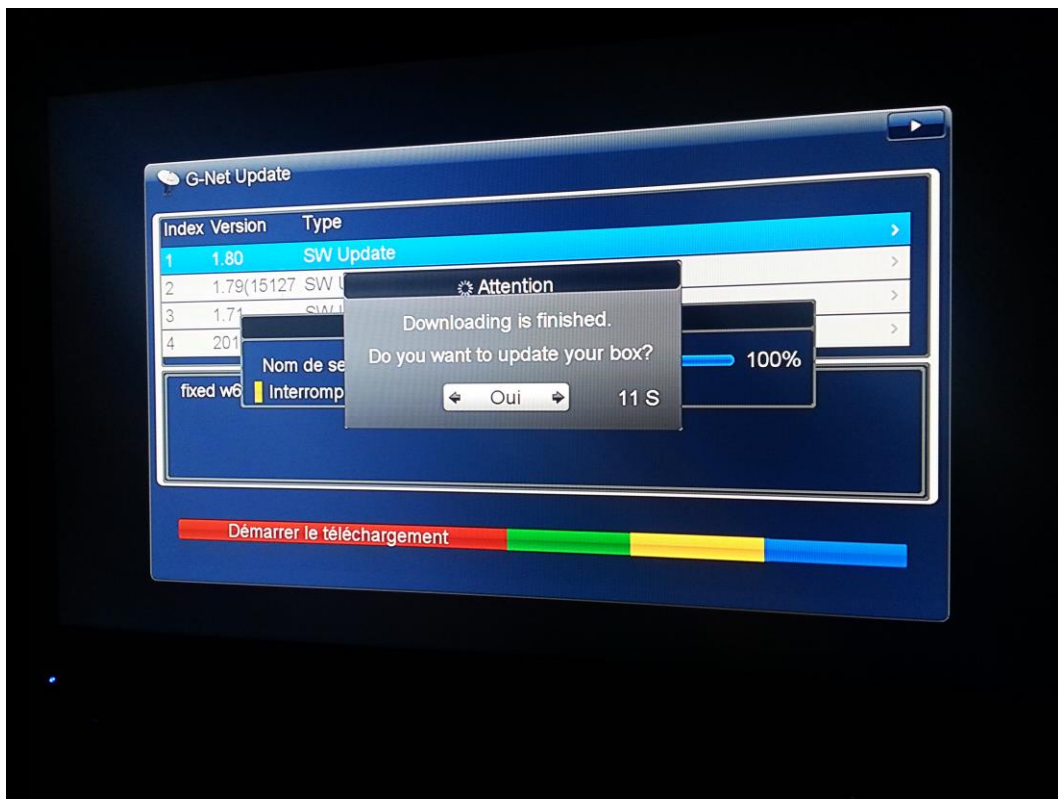 G-Net Update
Index Version Type
1 1.80 SW Update
2 1.79(15127 SW
3 1.71
4 201
Attention
Downloading is finished.
Do you want to update your box?
Oui 11 S
Nom de se
100%
Interromp
fixed w6
Démarrer le téléchargement